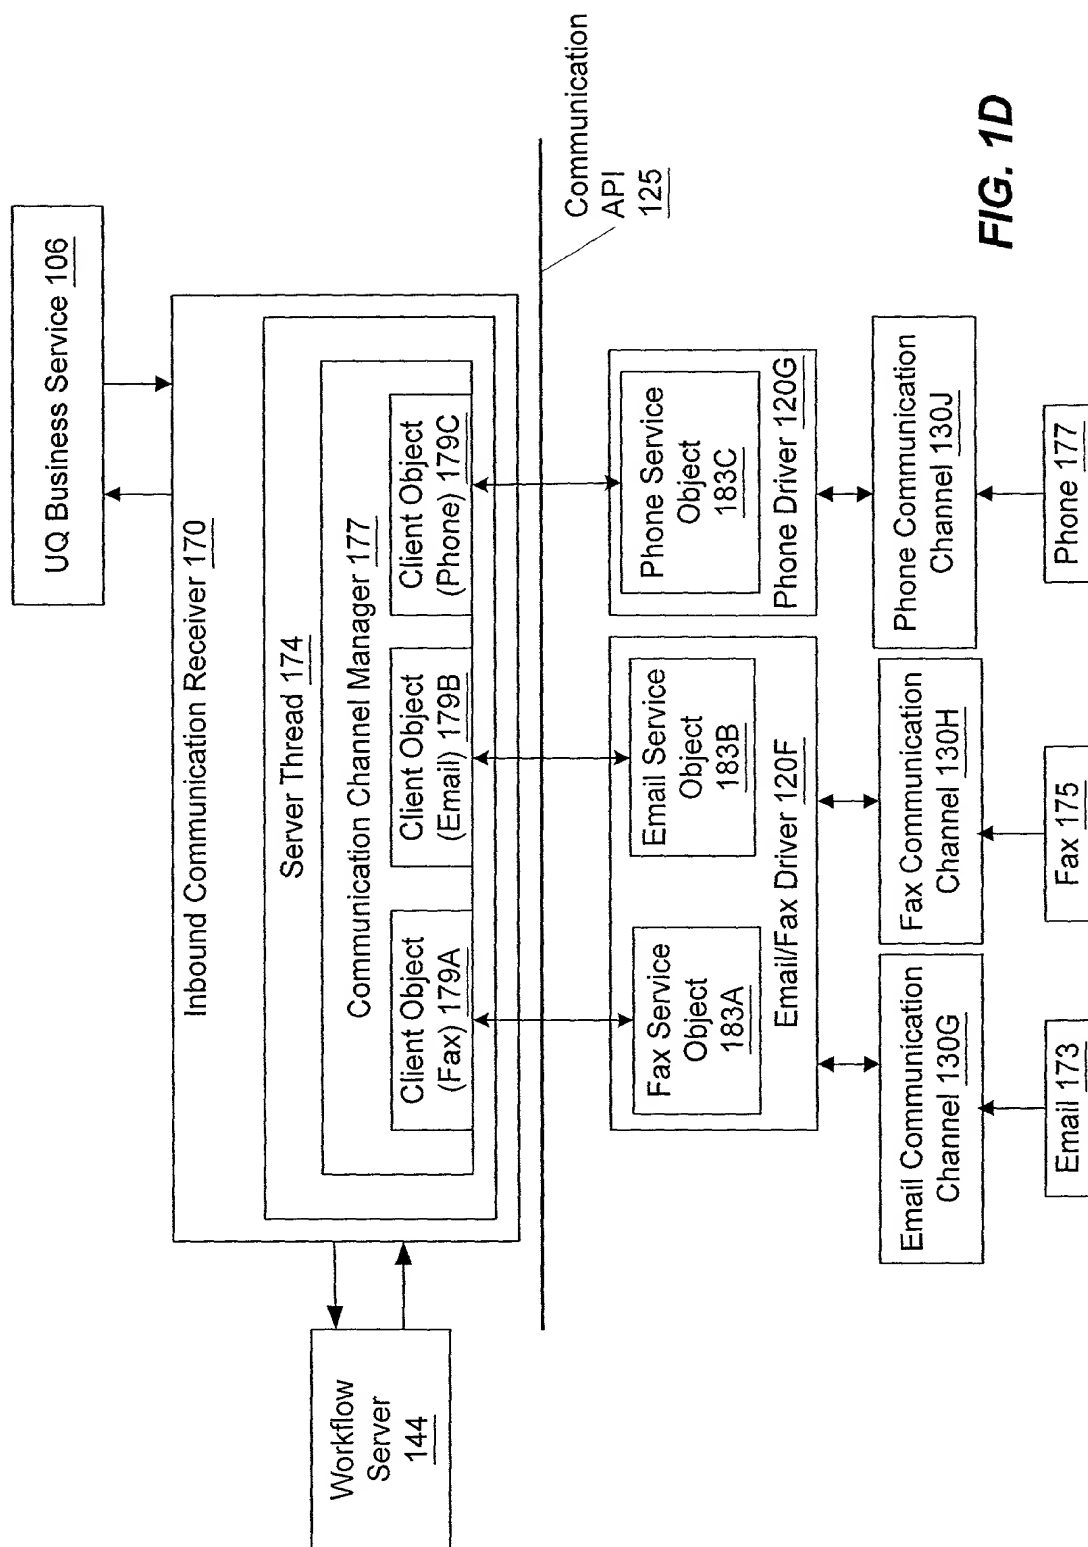 UQ Business Service 106
Inbound Communication Receiver 170
Server Thread 174
Communication Channel Manager 177
Client Object
(Fax) 179A
Client Object
(Email) 179B
Client Object
(Phone) 179C
Workflow
Server
144
Communication
API
125
Fax Service
Object
183A
Email Service
Object
183B
Email/Fax Driver 120F
Phone Service
Object
183C
Phone Driver 120G
Email Communication
Channel 130G
Fax Communication
Channel 130H
Phone Communication
Channel 130J
Email 173
Fax 175
Phone 177
FIG. 1D